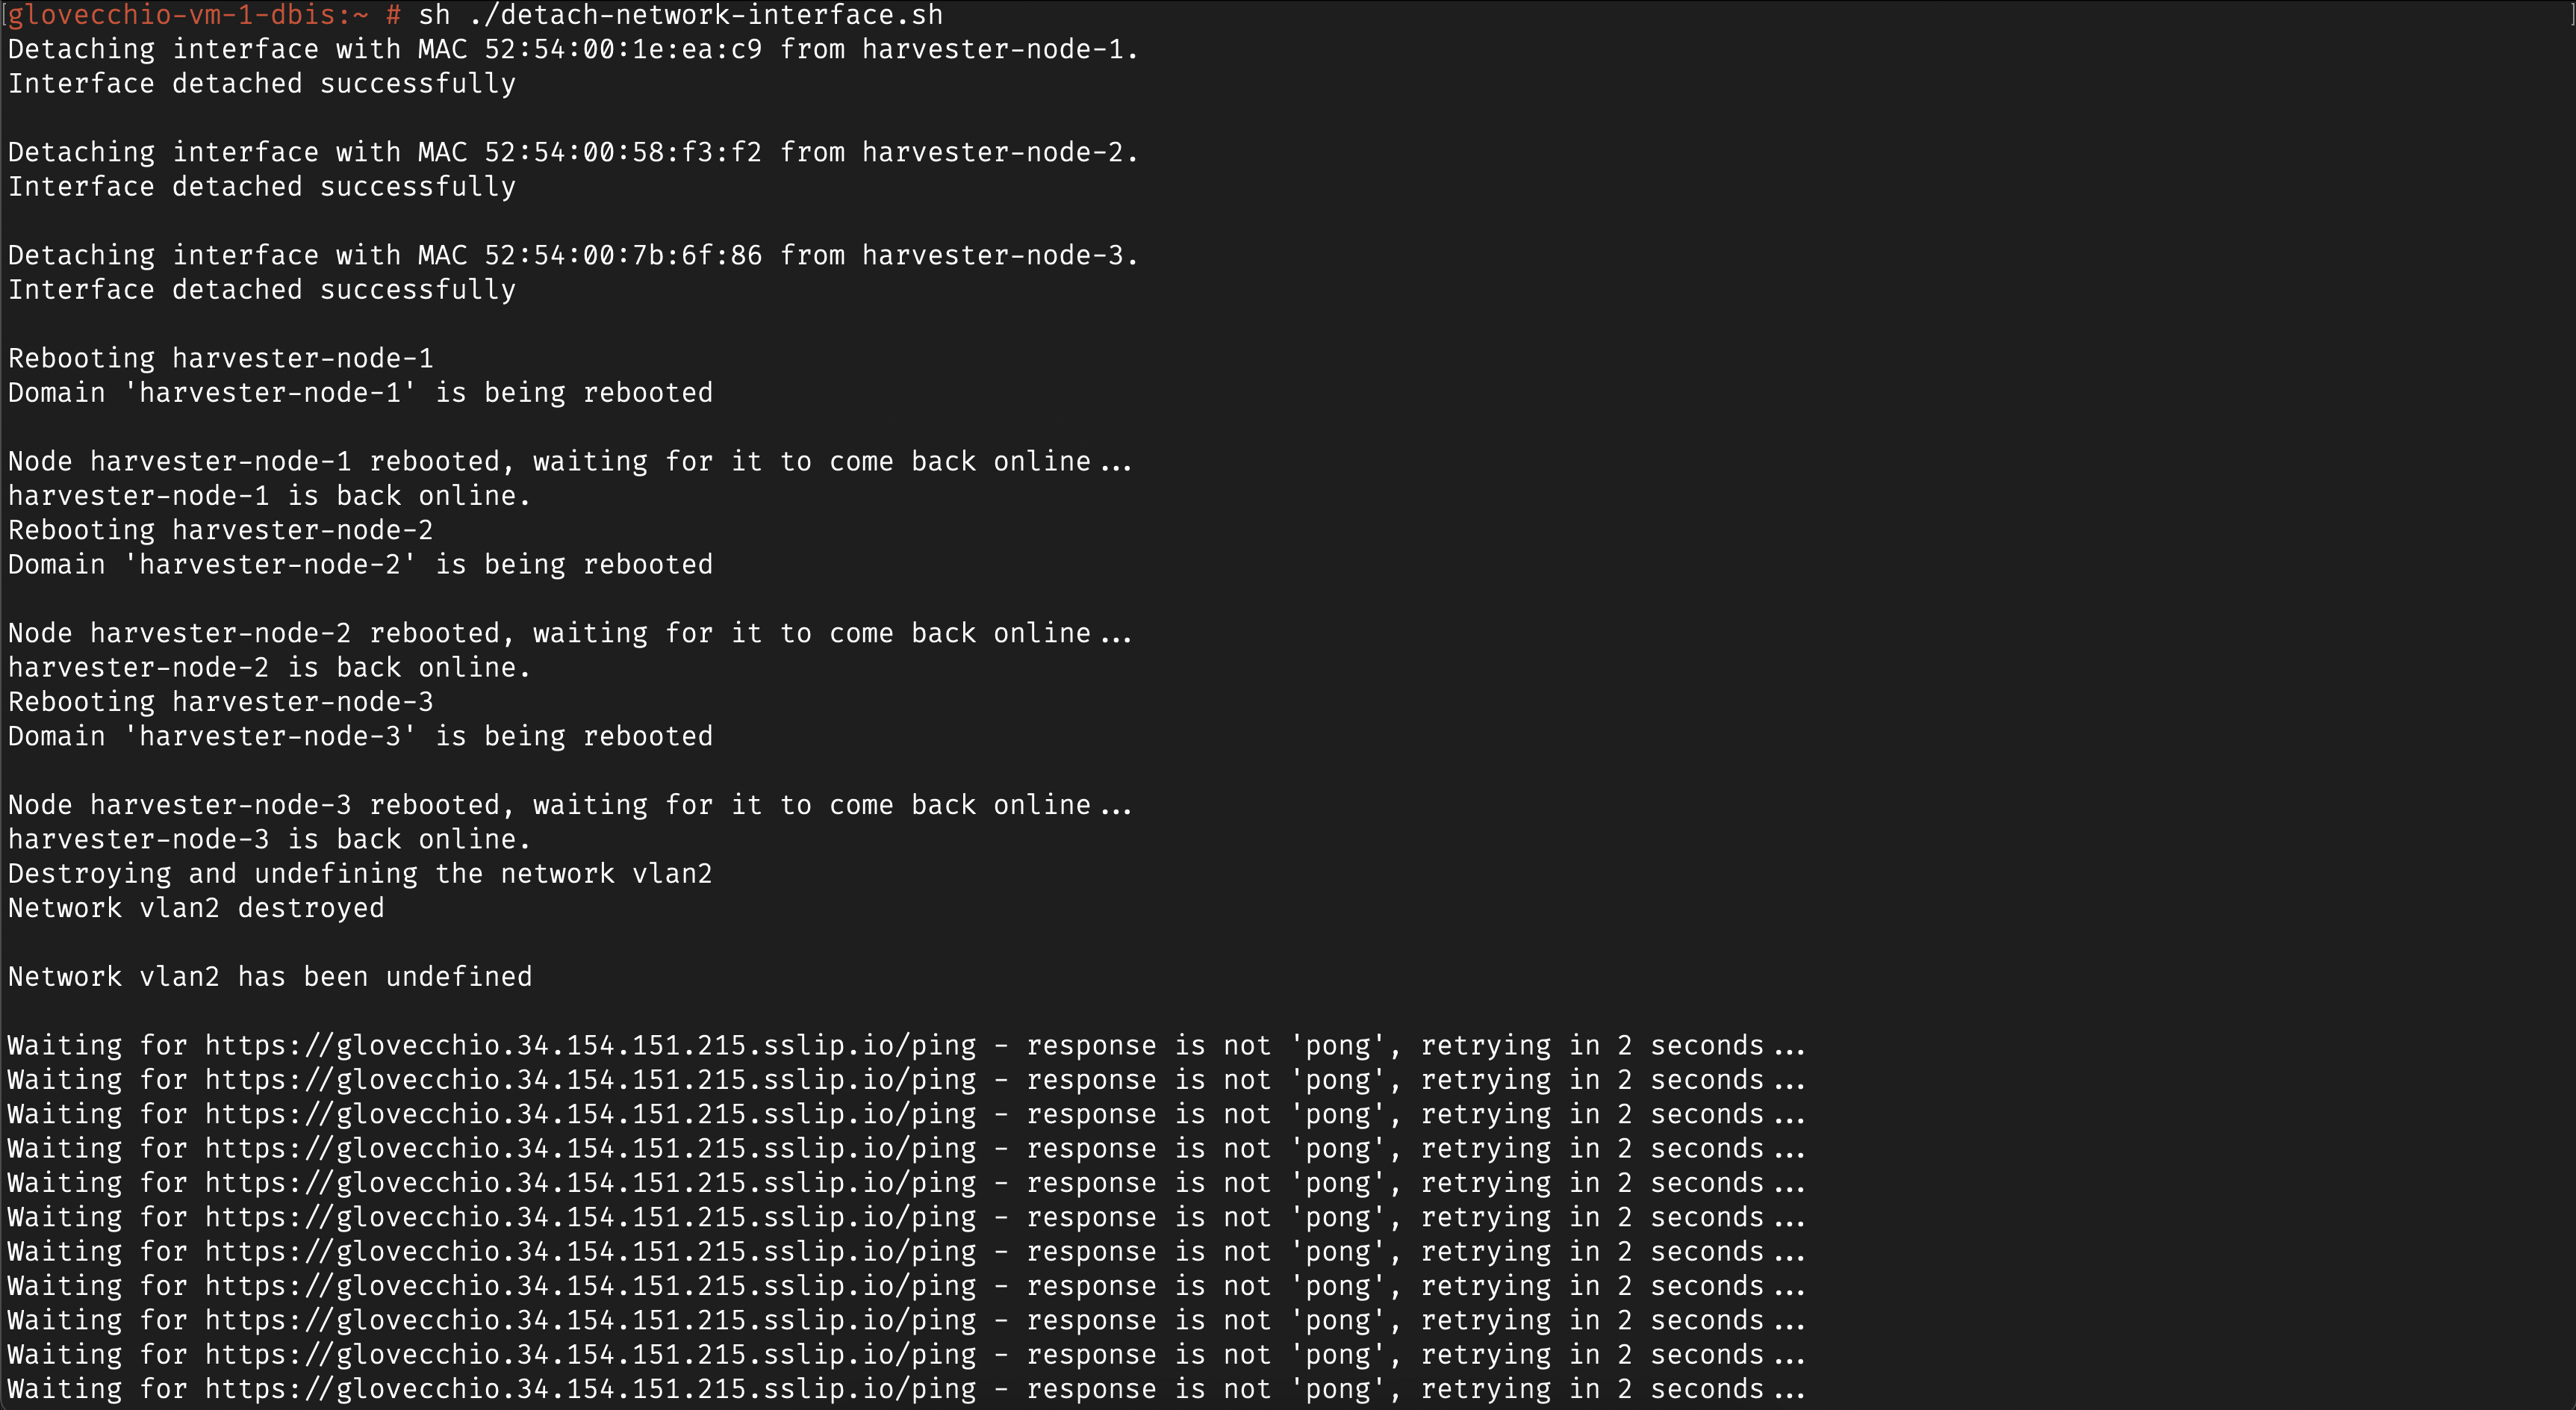 [glovecchio-vm-1-dbis:~ # sh ./detach-network-interface.sh ]
Detaching interface with MAC 52:54:00:1e:ea:c9 from harvester-node-1.
Interface detached successfully
Detaching interface with MAC 52:54:00:58:f3:f2 from harvester-node-2.
Interface detached successfully
Detaching interface with MAC 52:54:00:7b:6f:86 from harvester-node-3.
Interface detached successfully
Rebooting harvester-node-1
Domain 'harvester-node-1' is being rebooted
Node harvester-node-1 rebooted, waiting for it to come back online...
harvester-node-1 is back online.
Rebooting harvester-node-2
Domain 'harvester-node-2' is being rebooted
Node harvester-node-2 rebooted, waiting for it to come back online...
harvester-node-2 is back online.
Rebooting harvester-node-3
Domain 'harvester-node-3' is being rebooted
Node harvester-node-3 rebooted, waiting for it to come back online...
harvester-node-3 is back online.
Destroying and undefining the network vlan2
Network vlan2 destroyed
Network vlan2 has been undefined
Waiting for https://glovecchio.34.154.151.215.sslip.io/ping - response is not 'pong', retrying in 2 seconds...
Waiting for https://glovecchio.34.154.151.215.sslip.io/ping - response is not 'pong', retrying in 2 seconds...
Waiting for https://glovecchio.34.154.151.215.sslip.io/ping - response is not 'pong', retrying in 2 seconds...
Waiting for https://glovecchio.34.154.151.215.sslip.io/ping - response is not 'pong', retrying in 2 seconds...
Waiting for https://glovecchio.34.154.151.215.sslip.io/ping - response is not 'pong', retrying in 2 seconds...
Waiting for https://glovecchio.34.154.151.215.sslip.io/ping - response is not 'pong', retrying in 2 seconds...
Waiting for https://glovecchio.34.154.151.215.sslip.io/ping - response is not 'pong', retrying in 2 seconds...
Waiting for https://glovecchio.34.154.151.215.sslip.io/ping - response is not 'pong', retrying in 2 seconds...
Waiting for https://glovecchio.34.154.151.215.sslip.io/ping - response is not 'pong', retrying in 2 seconds...
Waiting for https://glovecchio.34.154.151.215.sslip.io/ping - response is not 'pong', retrying in 2 seconds...
Waiting for https://glovecchio.34.154.151.215.sslip.io/ping - response is not 'pong', retrying in 2 seconds...